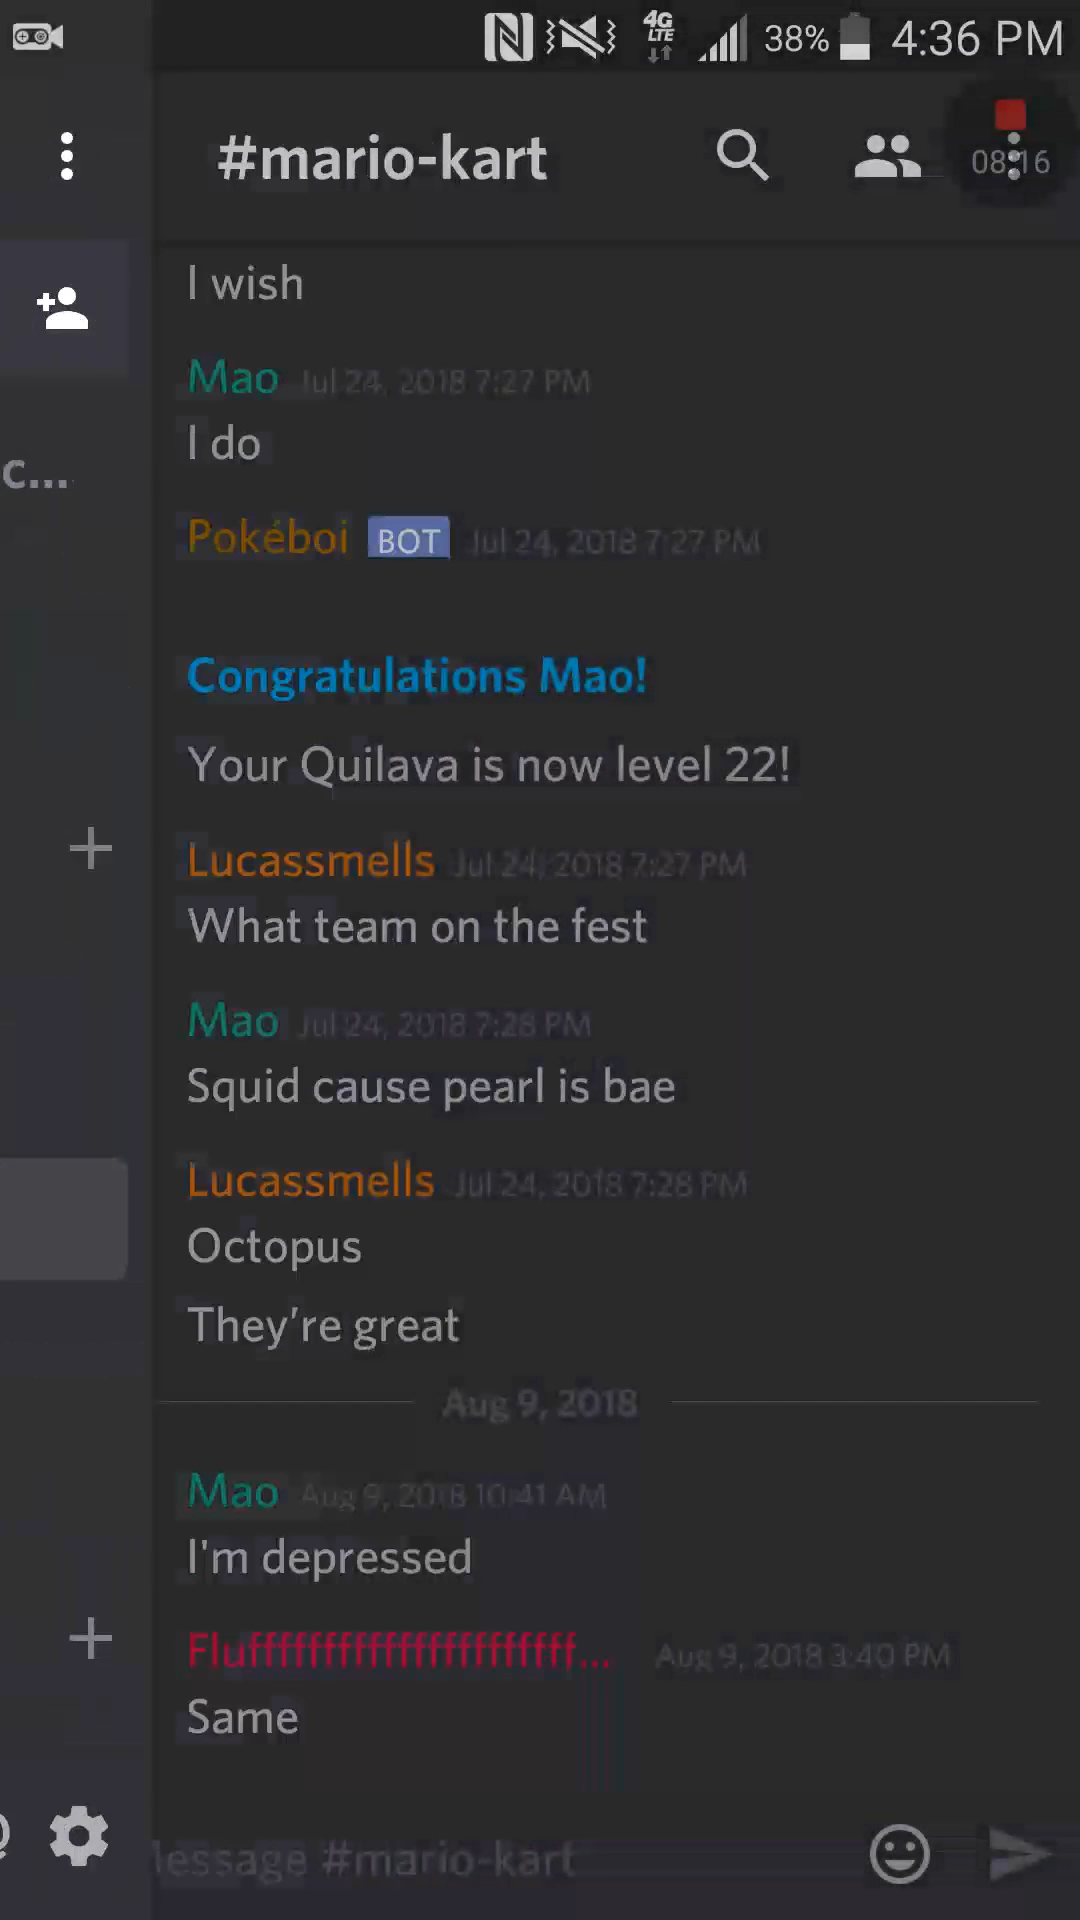 4G LTE 38% 4:36 PM
#mario-kart
08:16
I wish
Mao Jul 24, 2018 7:27 PM
I do
c...
Pokéboi BOT Jul 24, 2018 7:27 PM
Congratulations Mao!
Your Quilava is now level 22!
Lucassmells Jul 24, 2018 7:27 PM
What team on the fest
Mao Jul 24, 2018 7:28 PM
Squid cause pearl is bae
Lucassmells Jul 24, 2018 7:28 PM
Octopus
They're great
Aug 9, 2018
Mao Aug 9, 2018 10:41 AM
I'm depressed
Flufffffffffffffffffffffff... Aug 9, 2018 3:40 PM
Same
Message #mario-kart